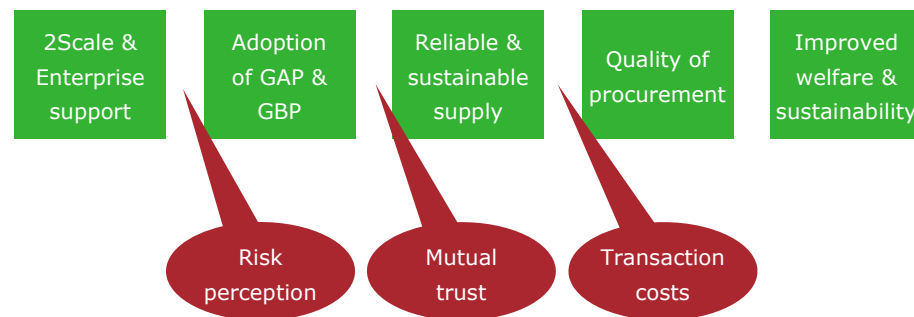 2Scale &
Enterprise
support
Adoption
of GAP &
GBP
Reliable &
sustainable
supply
Quality of
procurement
Improved
welfare &
sustainability
Risk
perception
Mutual
trust
Transaction
costs